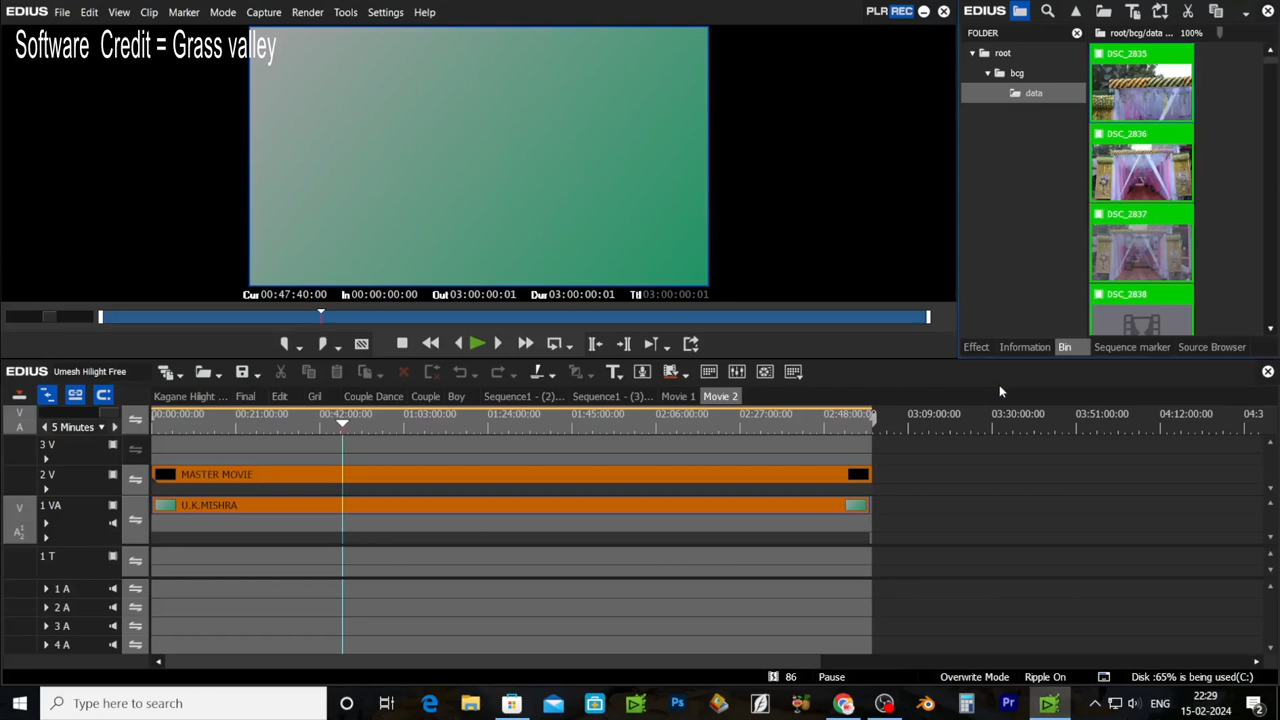 EDIUS File Edit View Clip Marker Mode Capture Render Tools Settings Help PLR REC
Software Credit = Grass valley
Cur 00:47:40:00 In 00:00:00:00 Out 03:00:00:01 Dur 03:00:00:01 Ttl 03:00:00:01
EDIUS
FOLDER root/bcg/data ... 100%
root
bcg
data
DSC_2835
DSC_2836
DSC_2837
DSC_2838
Effect Information Bin Sequence marker Source Browser
EDIUS Umesh Hilight Free
Kagane Hilight ... Final Edit Gril Couple Dance Couple Boy Sequence1 - (2)... Sequence1 - (3)... Movie 1 Movie 2
V 00:00:00:00 00:21:00:00 00:42:00:00 01:03:00:00 01:24:00:00 01:45:00:00 02:06:00:00 02:27:00:00 02:48:00:00 03:09:00:00 03:30:00:00 03:51:00:00 04:12:00:00 04:3
A 5 Minutes
3 V
2 V MASTER MOVIE
V 1 VA U.K.MISHRA
A12
1 T
1 A
2 A
3 A
4 A
86 Pause Overwrite Mode Ripple On Disk :65% is being used(C:)
Type here to search Ps Pr ENG 22:29
15-02-2024 2